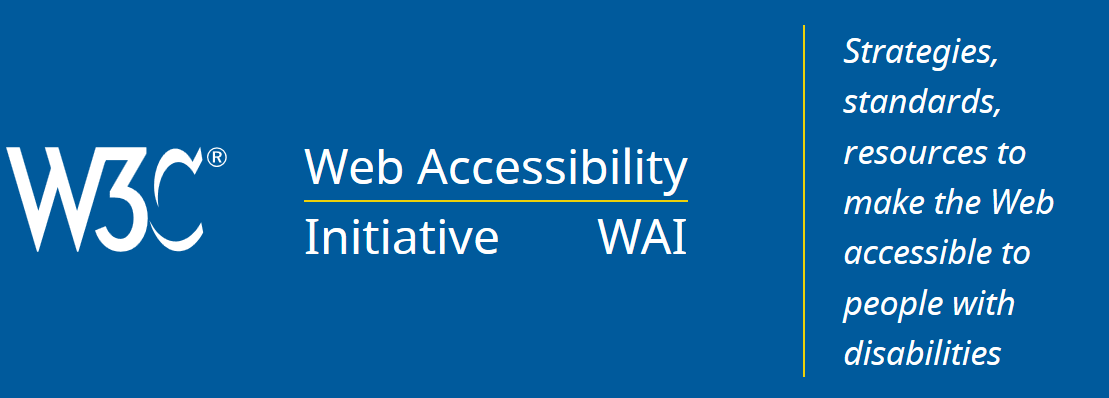 W3C®
Web Accessibility
Initiative WAI
Strategies,
standards,
resources to
make the Web
accessible to
people with
disabilities